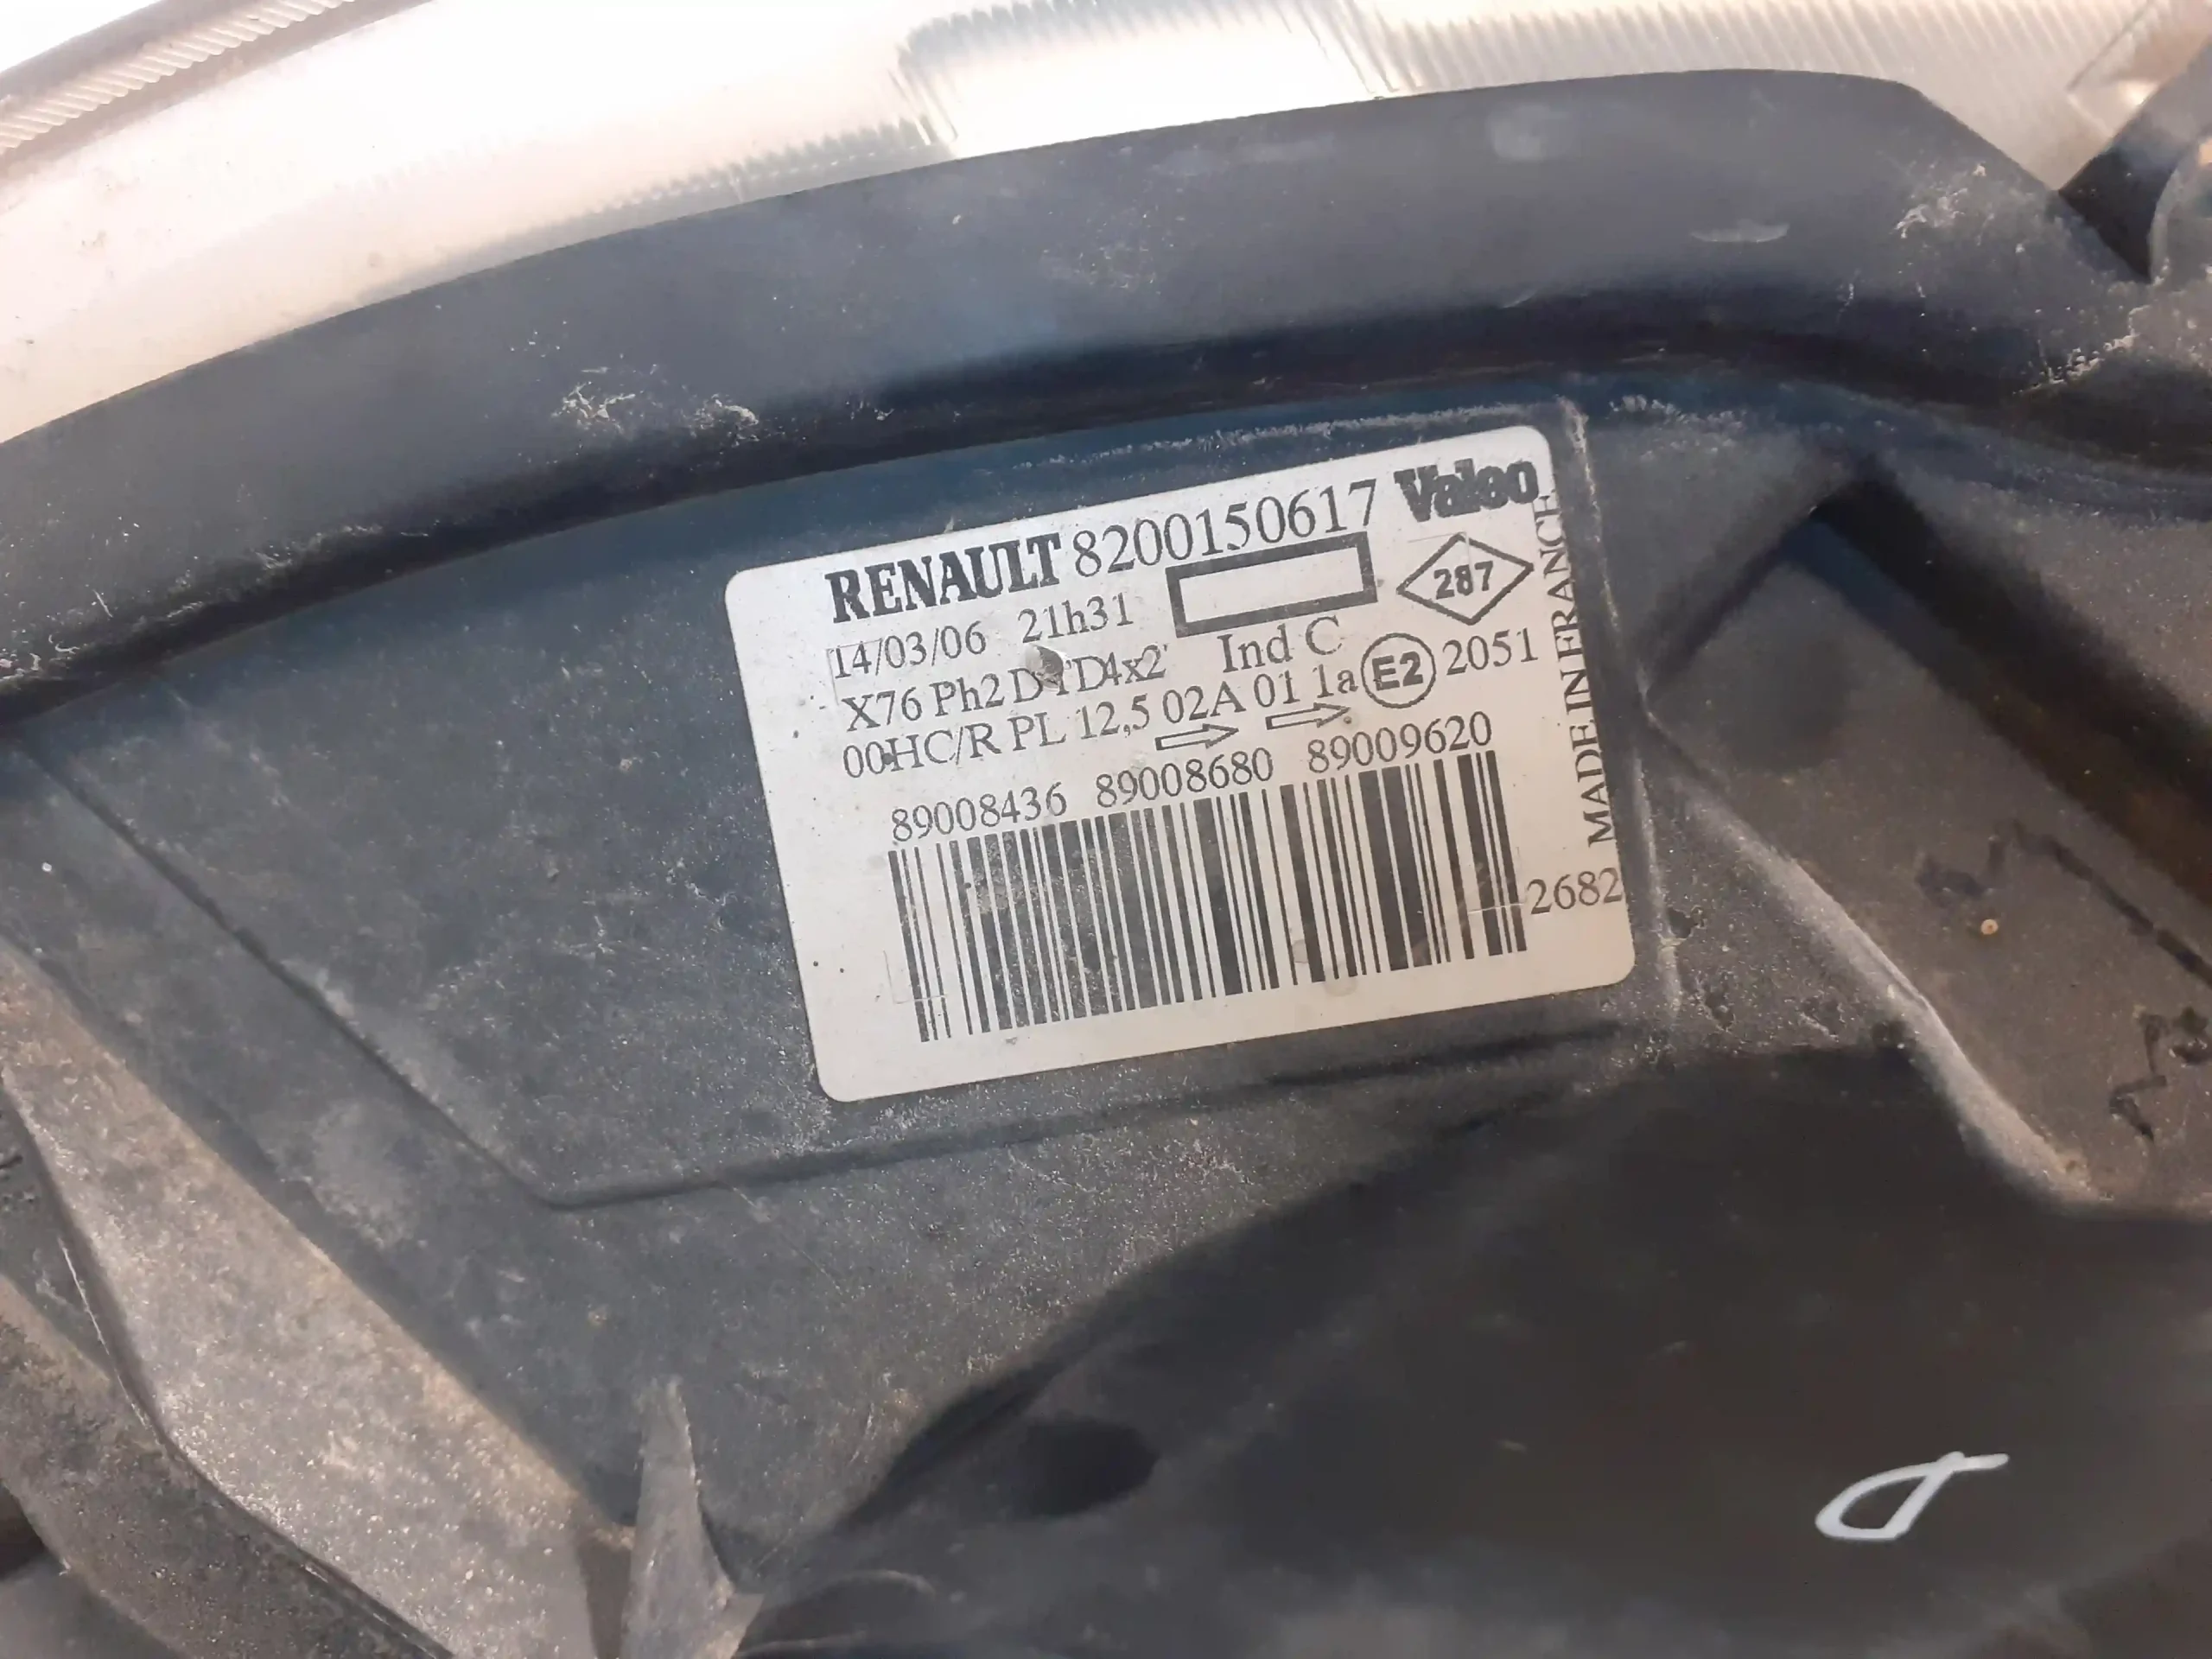 RENAULT 8200150617 Valeo
14/03/06 21h31
287
X76 Ph2 D TD4x2 Ind C
00HC/R PL 12,5 02A 01 1a E2 2051
89008436 89008680 89009620
2682
MADE IN FRANCE